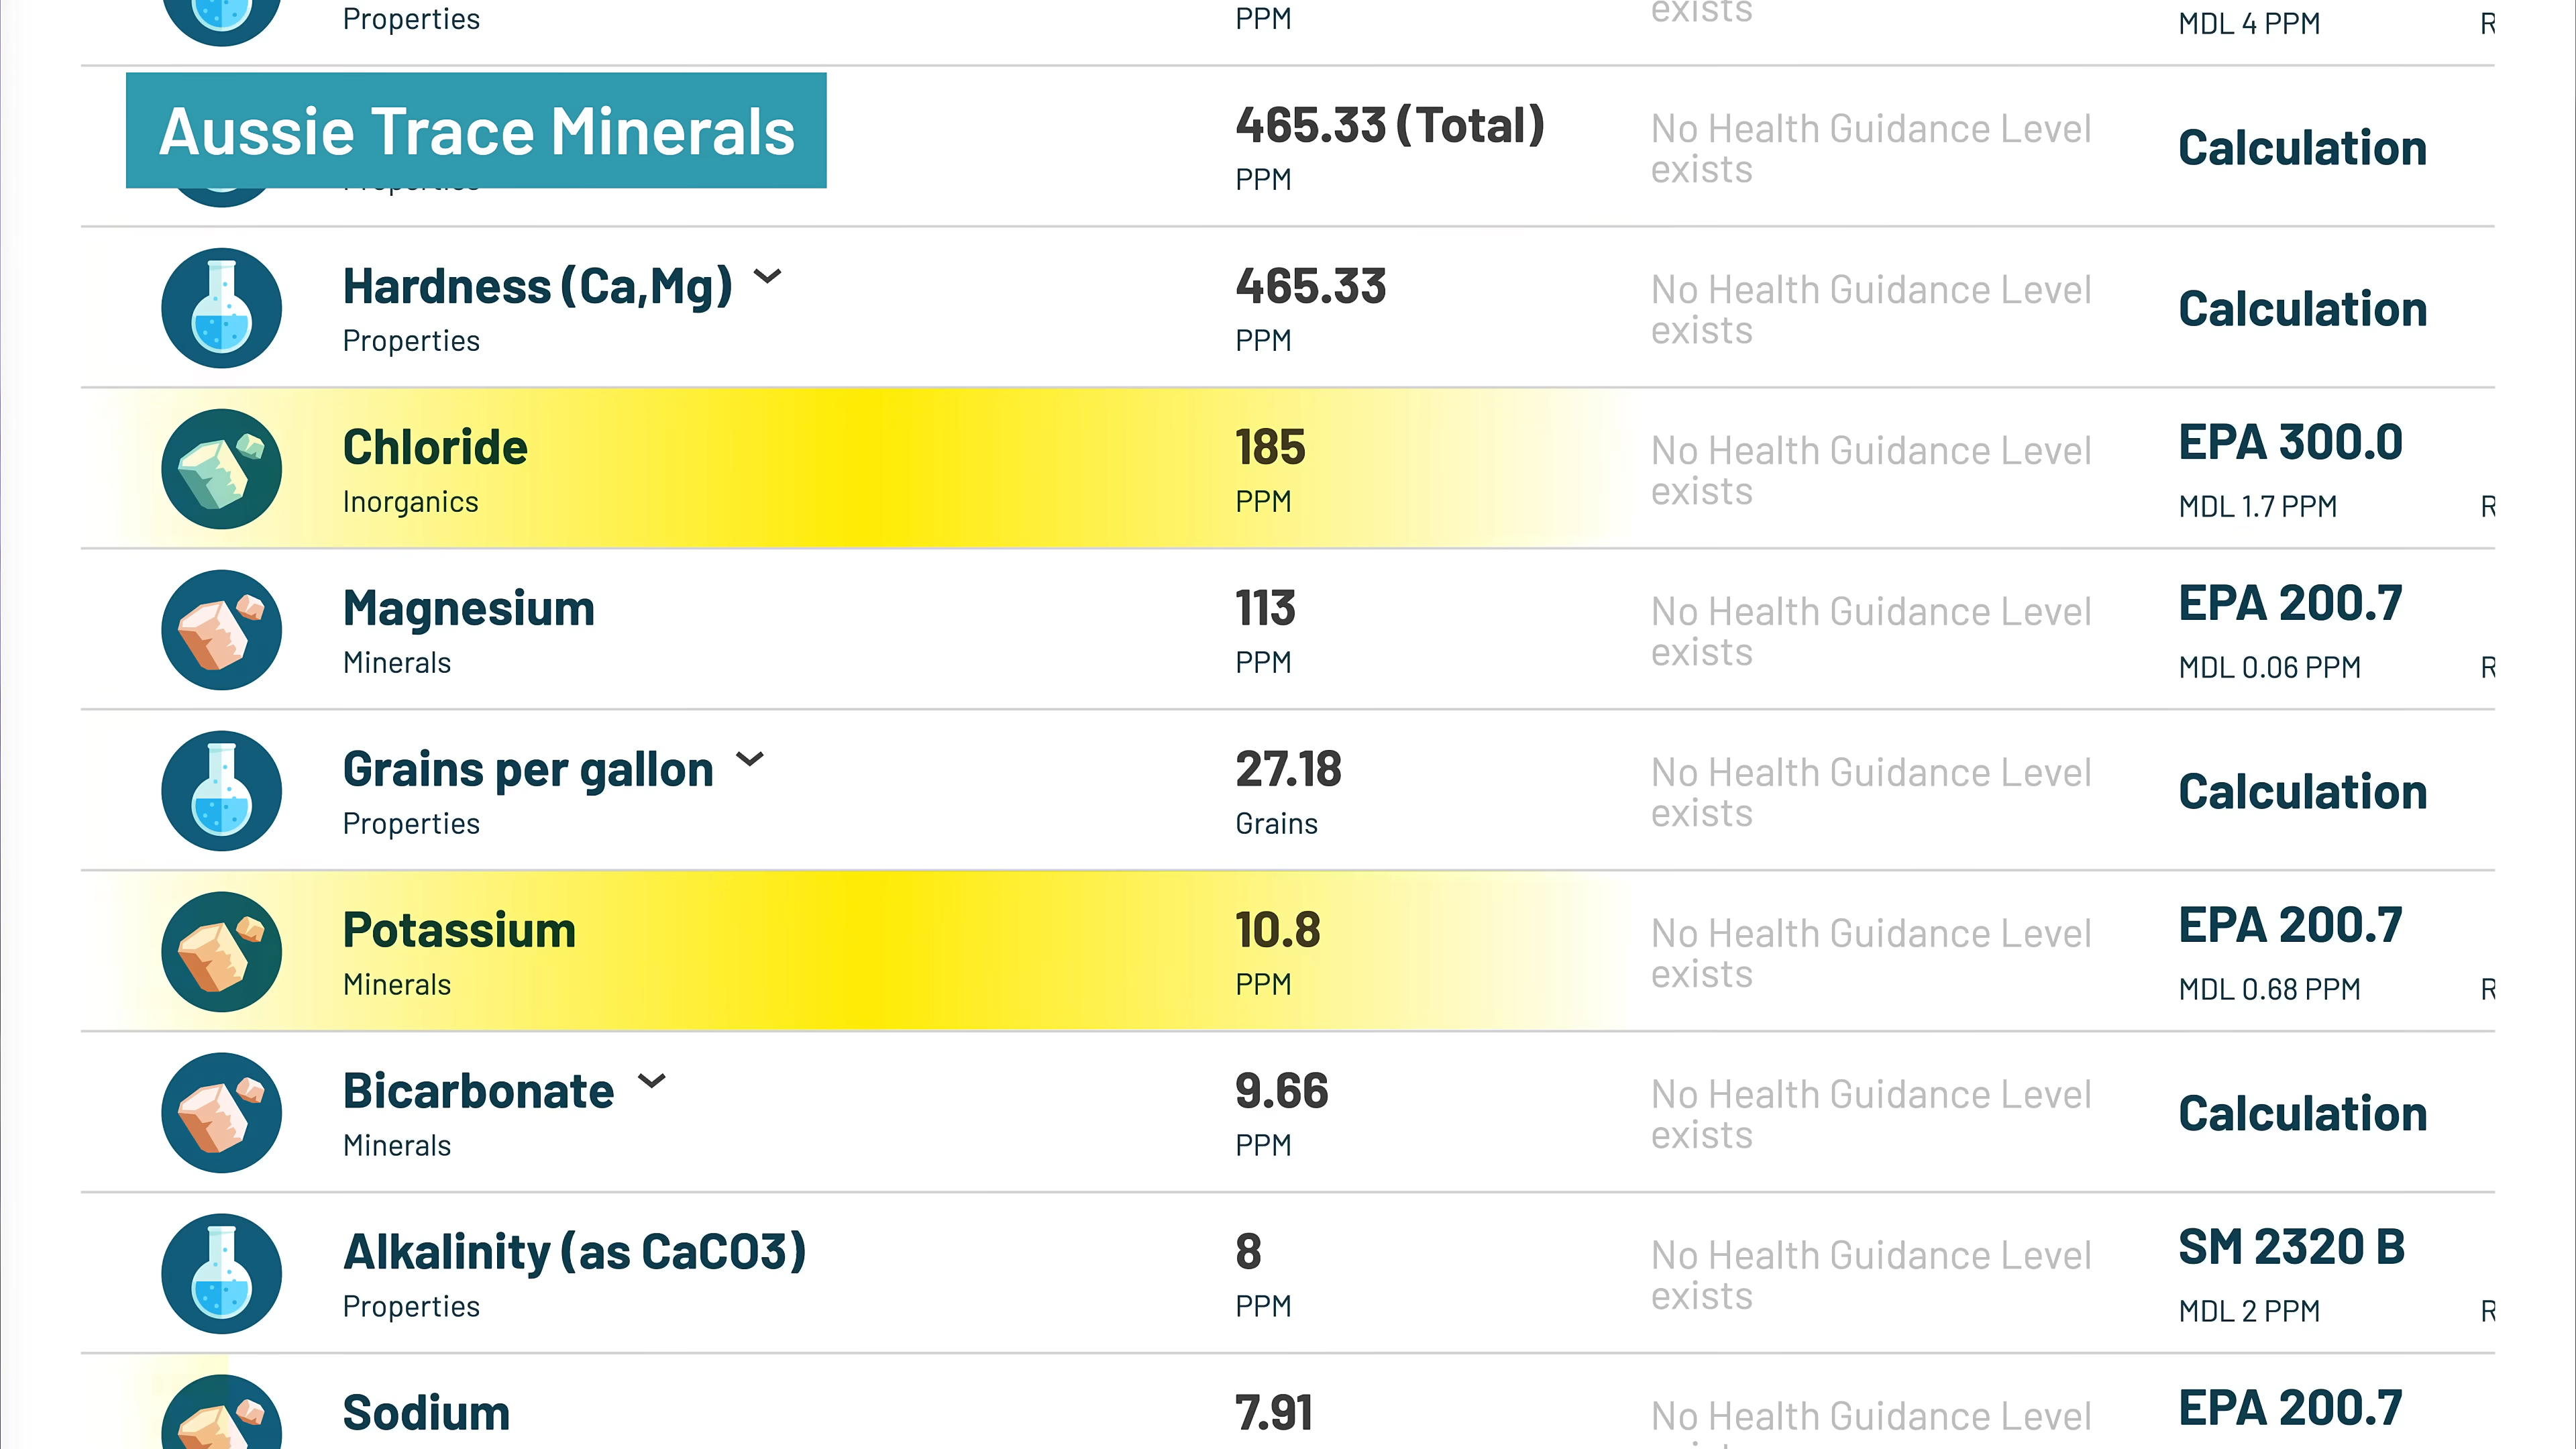 Properties
PPM
exists
MDL 4 PPM
R
Aussie Trace Minerals
Properties
465.33 (Total)
PPM
No Health Guidance Level
exists
Calculation
Hardness (Ca,Mg)
Properties
465.33
PPM
No Health Guidance Level
exists
Calculation
Chloride
Inorganics
185
PPM
No Health Guidance Level
exists
EPA 300.0
MDL 1.7 PPM
R
Magnesium
Minerals
113
PPM
No Health Guidance Level
exists
EPA 200.7
MDL 0.06 PPM
R
Grains per gallon
Properties
27.18
Grains
No Health Guidance Level
exists
Calculation
Potassium
Minerals
10.8
PPM
No Health Guidance Level
exists
EPA 200.7
MDL 0.68 PPM
R
Bicarbonate
Minerals
9.66
PPM
No Health Guidance Level
exists
Calculation
Alkalinity (as CaCO3)
Properties
8
PPM
No Health Guidance Level
exists
SM 2320 B
MDL 2 PPM
R
Sodium
7.91
No Health Guidance Level
EPA 200.7